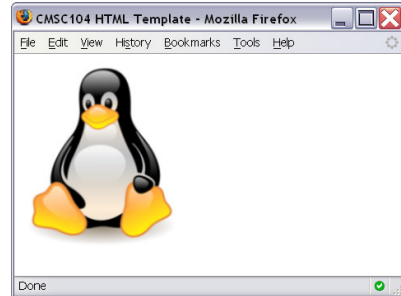 CMSC104 HTML Template - Mozilla Firefox
File Edit View History Bookmarks Tools Help
Done